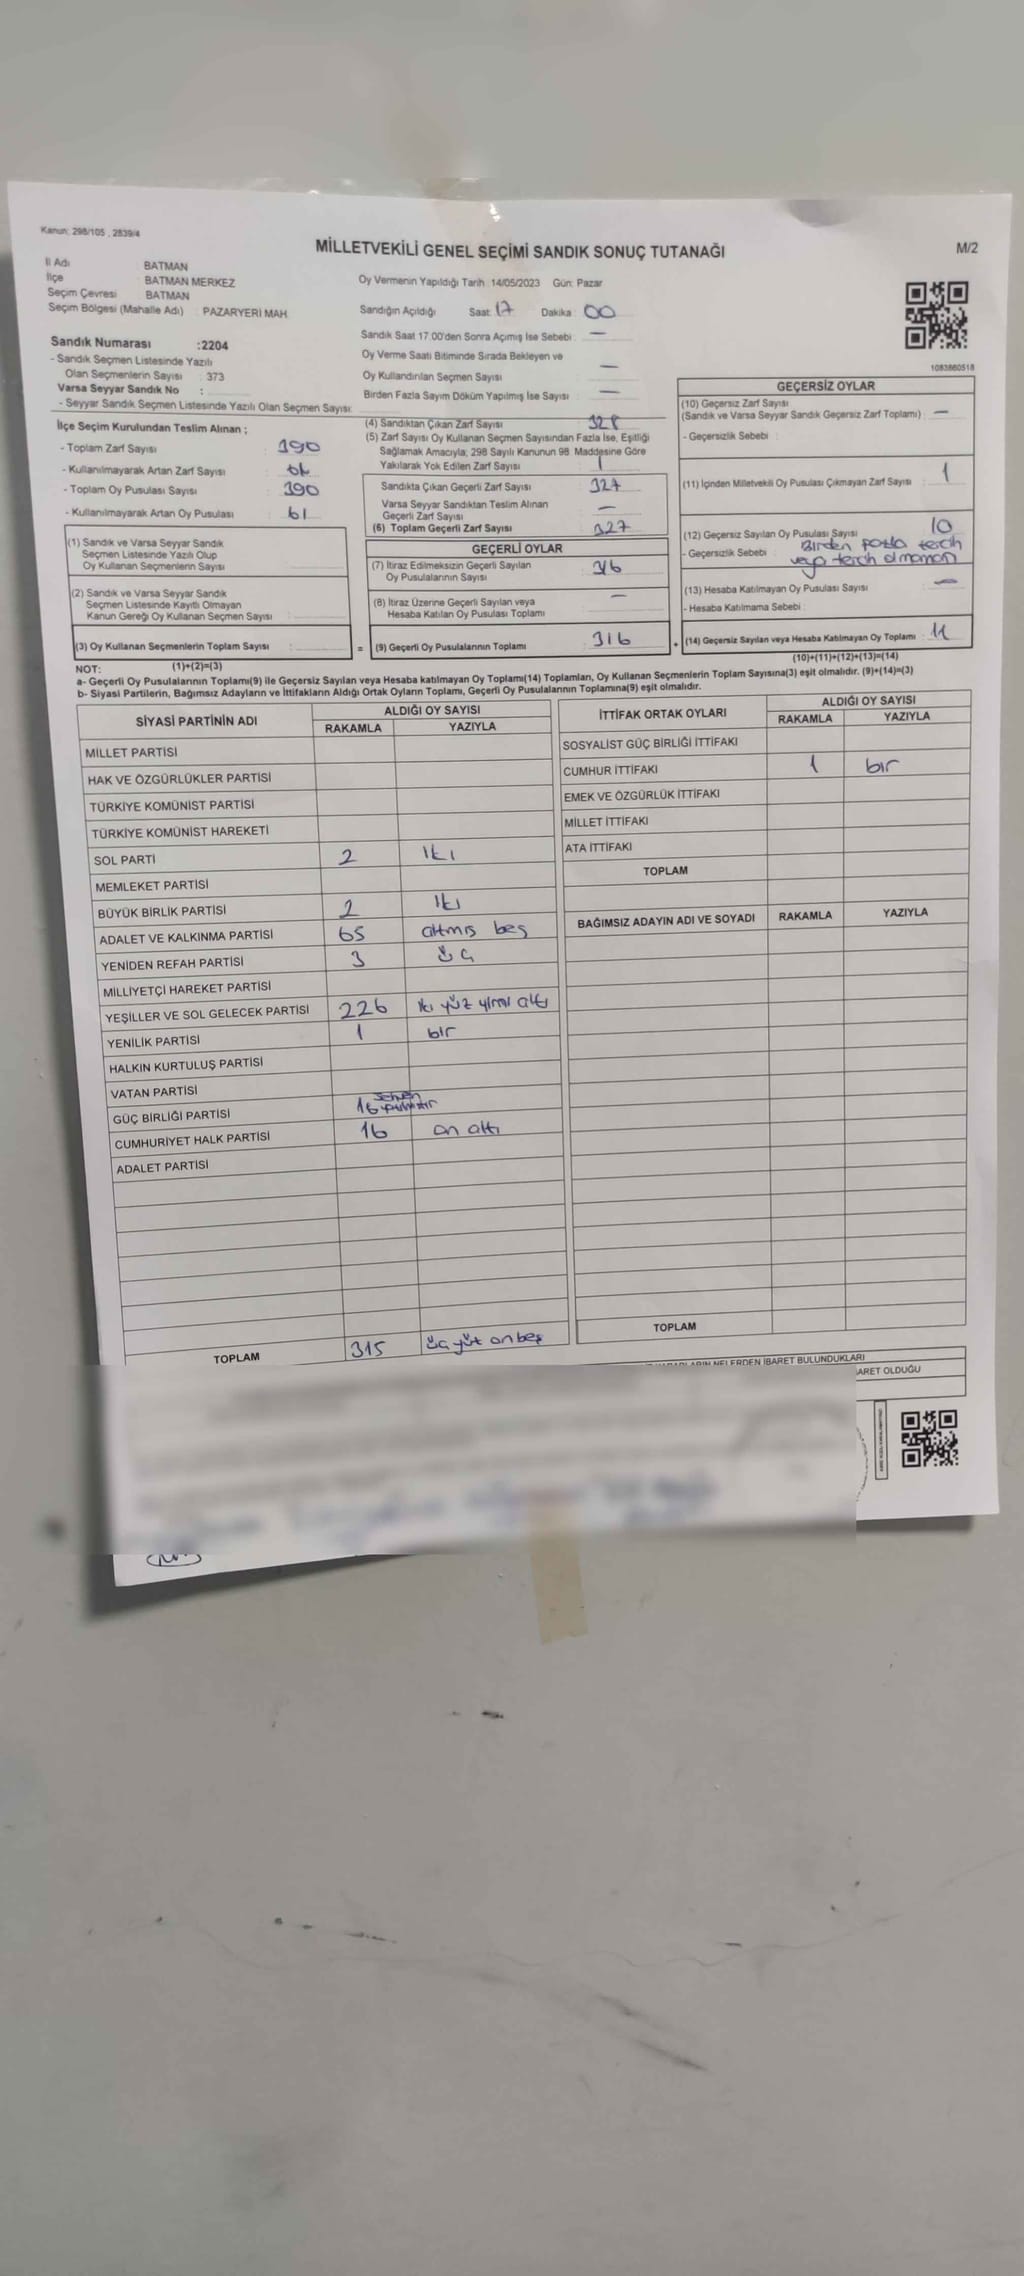 Kanun: 298/105 , 2839/4
MİLLETVEKİLİ GENEL SEÇİMİ SANDIK SONUÇ TUTANAĞI
M/2
İl Adı BATMAN
İlçe BATMAN MERKEZ
Seçim Çevresi BATMAN
Seçim Bölgesi (Mahalle Adı) : PAZARYERİ MAH.
Sandık Numarası :2204
- Sandık Seçmen Listesinde Yazılı
Olan Seçmenlerin Sayısı : 373
Varsa Seyyar Sandık No :
- Seyyar Sandık Seçmen Listesinde Yazılı Olan Seçmen Sayısı:
İlçe Seçim Kurulundan Teslim Alınan ;
- Toplam Zarf Sayısı : 390
- Kullanılmayarak Artan Zarf Sayısı :
- Toplam Oy Pusulası Sayısı : 390
- Kullanılmayarak Artan Oy Pusulası : 61
(1) Sandık ve Varsa Seyyar Sandık
Seçmen Listesinde Yazılı Olup
Oy Kullanan Seçmenlerin Sayısı :
(2) Sandık ve Varsa Seyyar Sandık
Seçmen Listesinde Kayıtlı Olmayan
Kanun Gereği Oy Kullanan Seçmen Sayısı :
(3) Oy Kullanan Seçmenlerin Toplam Sayısı :
Oy Vermenin Yapıldığı Tarih :14/05/2023 Gün: Pazar
Sandığın Açıldığı Saat: 17 Dakika : 00
Sandık Saat 17.00'den Sonra Açımış İse Sebebi : —
Oy Verme Saati Bitiminde Sırada Bekleyen ve
Oy Kullandırılan Seçmen Sayısı : —
Birden Fazla Sayım Döküm Yapılmış İse Sayısı : —
(4) Sandıktan Çıkan Zarf Sayısı : 328
(5) Zarf Sayısı Oy Kullanan Seçmen Sayısından Fazla İse, Eşitliği
Sağlamak Amacıyla; 298 Sayılı Kanunun 98. Maddesine Göre
Yakılarak Yok Edilen Zarf Sayısı : 1
Sandıkta Çıkan Geçerli Zarf Sayısı : 327
Varsa Seyyar Sandıktan Teslim Alınan
Geçerli Zarf Sayısı : —
(6) Toplam Geçerli Zarf Sayısı : 327
GEÇERLİ OYLAR
(7) İtiraz Edilmeksizin Geçerli Sayılan
Oy Pusulalarının Sayısı : 316
(8) İtiraz Üzerine Geçerli Sayılan veya
Hesaba Katılan Oy Pusulası Toplamı : —
= (9) Geçerli Oy Pusulalarının Toplamı : 316
1083860518
GEÇERSİZ OYLAR
(10) Geçersiz Zarf Sayısı
(Sandık ve Varsa Seyyar Sandık Geçersiz Zarf Toplamı) : —
- Geçersizlik Sebebi :
(11) İçinden Milletvekili Oy Pusulası Çıkmayan Zarf Sayısı : 1
(12) Geçersiz Sayılan Oy Pusulası Sayısı : 10
- Geçersizlik Sebebi : Birden fazla tercih
veya tercih olmaması
(13) Hesaba Katılmayan Oy Pusulası Sayısı : —
- Hesaba Katılmama Sebebi :
+ (14) Geçersiz Sayılan veya Hesaba Katılmayan Oy Toplamı : 11
NOT: (1)+(2)=(3) (10)+(11)+(12)+(13)=(14)
a- Geçerli Oy Pusulalarının Toplamı(9) ile Geçersiz Sayılan veya Hesaba katılmayan Oy Toplamı(14) Toplamları, Oy Kullanan Seçmenlerin Toplam Sayısına(3) eşit olmalıdır. (9)+(14)=(3)
b- Siyasi Partilerin, Bağımsız Adayların ve İttifakların Aldığı Ortak Oyların Toplamı, Geçerli Oy Pusulalarının Toplamına(9) eşit olmalıdır.
SİYASİ PARTİNİN ADI ALDIĞI OY SAYISI
RAKAMLA YAZIYLA
MİLLET PARTİSİ
HAK VE ÖZGÜRLÜKLER PARTİSİ
TÜRKİYE KOMÜNİST PARTİSİ
TÜRKİYE KOMÜNİST HAREKETİ
SOL PARTİ 2 iki
MEMLEKET PARTİSİ
BÜYÜK BİRLİK PARTİSİ 2 iki
ADALET VE KALKINMA PARTİSİ 65 altmış beş
YENİDEN REFAH PARTİSİ 3 üç
MİLLİYETÇİ HAREKET PARTİSİ
YEŞİLLER VE SOL GELECEK PARTİSİ 226 iki yüz yirmi altı
YENİLİK PARTİSİ 1 bir
HALKIN KURTULUŞ PARTİSİ
VATAN PARTİSİ
GÜÇ BİRLİĞİ PARTİSİ 16
CUMHURİYET HALK PARTİSİ 16 on altı
ADALET PARTİSİ
TOPLAM 315 üç yüz on beş
İTTİFAK ORTAK OYLARI ALDIĞI OY SAYISI
RAKAMLA YAZIYLA
SOSYALİST GÜÇ BİRLİĞİ İTTİFAKI
CUMHUR İTTİFAKI 1 bir
EMEK VE ÖZGÜRLÜK İTTİFAKI
MİLLET İTTİFAKI
ATA İTTİFAKI
TOPLAM
BAĞIMSIZ ADAYIN ADI VE SOYADI RAKAMLA YAZIYLA
TOPLAM
NELERDEN İBARET BULUNDUKLARI
ARET OLDUĞU